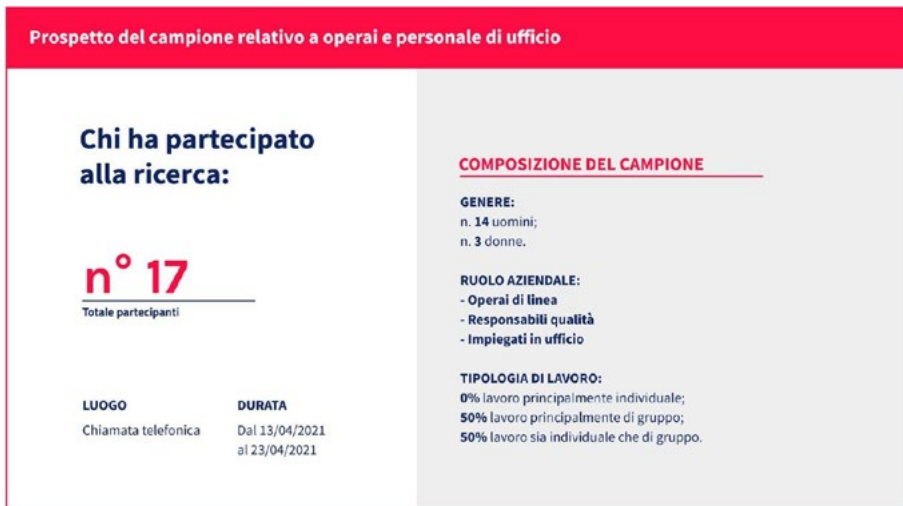 Prospetto del campione relativo a operai e personale di ufficio
Chi ha partecipato
alla ricerca:
n° 17
Totale partecipanti
LUOGO
Chiamata telefonica
DURATA
Dal 13/04/2021
al 23/04/2021
COMPOSIZIONE DEL CAMPIONE
GENERE:
n. 14 uomini;
n. 3 donne.
RUOLO AZIENDALE:
- Operai di linea
- Responsabili qualità
- Impiegati in ufficio
TIPOLOGIA DI LAVORO:
0% lavoro principalmente individuale;
50% lavoro principalmente di gruppo;
50% lavoro sia individuale che di gruppo.